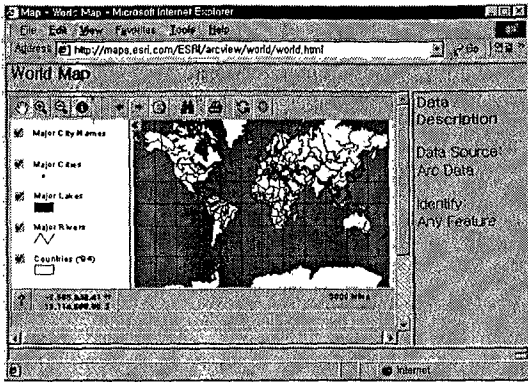 Map - World Map - Microsoft Internet Explorer
File Edit View Favorites Tools Help
Address http://maps.esri.com/ESRI/arcview/world/world.html Go
World Map
Major City Names
Major Cities
Major Lakes
Major Rivers
Countries ('94)
Data
Description
Data Source:
Arc Data
Identify
Any Feature
Internet